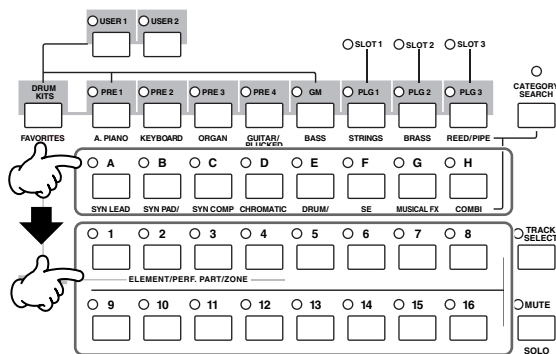 USER 1 USER 2
SLOT 1 SLOT 2 SLOT 3
DRUM KITS PRE 1 PRE 2 PRE 3 PRE 4 GM PLG 1 PLG 2 PLG 3 CATEGORY SEARCH
FAVORITES A. PIANO KEYBOARD ORGAN GUITAR/ PLUCKED BASS STRINGS BRASS REED/PIPE
A B C D E F G H
SYN LEAD SYN PAD/ SYN COMP CHROMATIC DRUM/ SE MUSICAL FX COMBI
1 2 3 4 5 6 7 8 TRACK SELECT
ELEMENT/PERF. PART/ZONE
9 10 11 12 13 14 15 16 MUTE
SOLO